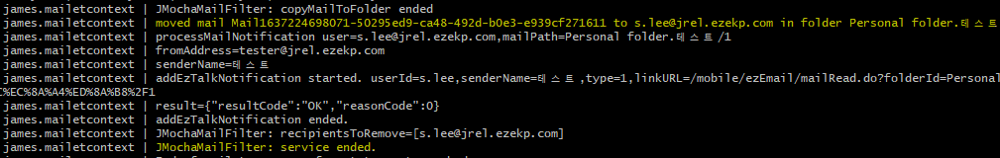 james.mailetcontext | JMochaMailFilter: copyMailToFolder ended
james.mailetcontext | moved mail Mail1637224698071-50295ed9-ca48-492d-b0e3-e939cf271611 to s.lee@jrel.ezekp.com in folder Personal folder.테스트
james.mailetcontext | processMailNotification user=s.lee@jrel.ezekp.com,mailPath=Personal folder.테스트/1
james.mailetcontext | fromAddress=tester@jrel.ezekp.com
james.mailetcontext | senderName=테스트
james.mailetcontext | addEzTalkNotification started. userId=s.lee,senderName=테스트,type=1,linkURL=/mobile/ezEmail/mailRead.do?folderId=Personal
%EC%8A%A4%ED%8A%B8%2F1
james.mailetcontext | result={"resultCode":"OK","reasonCode":0}
james.mailetcontext | addEzTalkNotification ended.
james.mailetcontext | JMochaMailFilter: recipientsToRemove=[s.lee@jrel.ezekp.com]
james.mailetcontext | JMochaMailFilter: service ended.